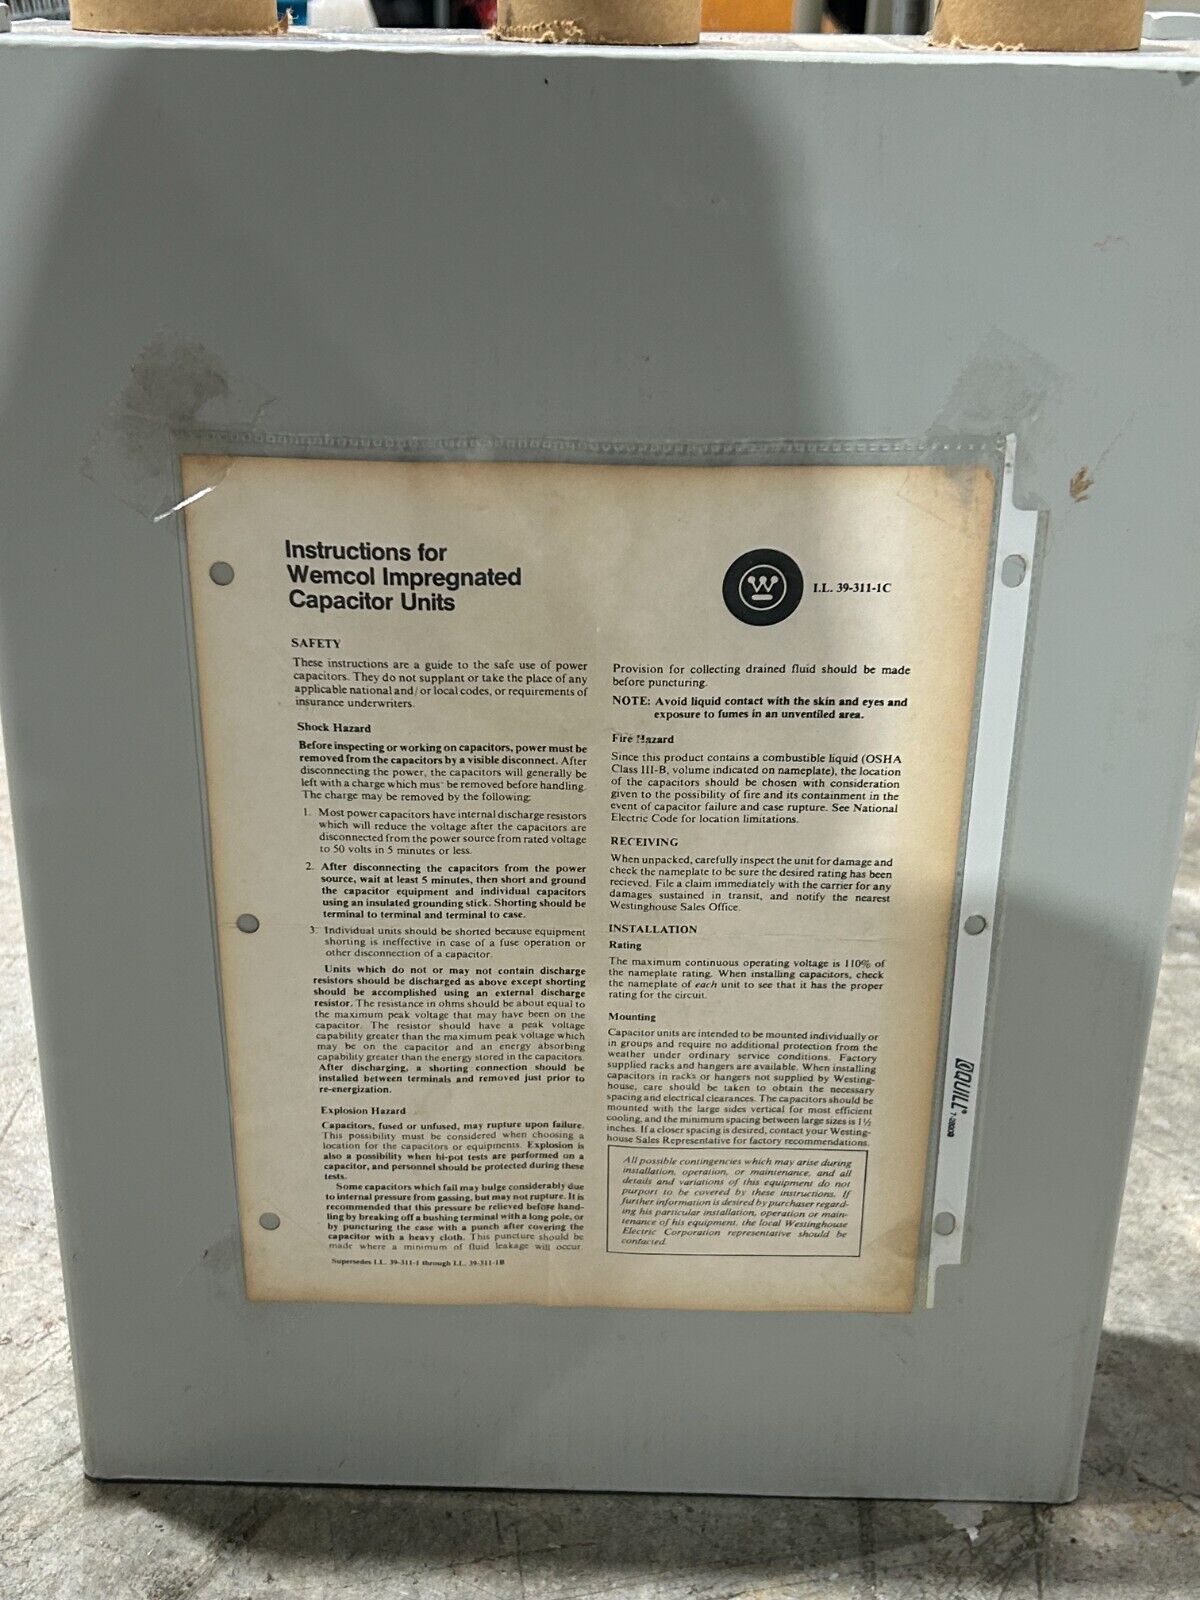 Instructions for
Wemcol Impregnated
Capacitor Units
W
I.L. 39-311-1C
SAFETY
These instructions are a guide to the safe use of power
capacitors. They do not supplant or take the place of any
applicable national and/or local codes, or requirements of
insurance underwriters.
Shock Hazard
Before inspecting or working on capacitors, power must be
removed from the capacitors by a visible disconnect. After
disconnecting the power, the capacitors will generally be
left with a charge which mus be removed before handling.
The charge may be removed by the following:
1. Most power capacitors have internal discharge resistors
which will reduce the voltage after the capacitors are
disconnected from the power source from rated voltage
to 50 volts in 5 minutes or less.
2. After disconnecting the capacitors from the power
source, wait at least 5 minutes, then short and ground
the capacitor equipment and individual capacitors
using an insulated grounding stick. Shorting should be
terminal to terminal and terminal to case.
3. Individual units should be shorted because equipment
shorting is ineffective in case of a fuse operation or
other disconnection of a capacitor.
Units which do not or may not contain discharge
resistors should be discharged as above except shorting
should be accomplished using an external discharge
resistor. The resistance in ohms should be about equal to
the maximum peak voltage that may have been on the
capacitor. The resistor should have a peak voltage
capability greater than the maximum peak voltage which
may be on the capacitor and an energy absorbing
capability greater than the energy stored in the capacitors.
After discharging, a shorting connection should be
installed between terminals and removed just prior to
re-energization.
Explosion Hazard
Capacitors, fused or unfused, may rupture upon failure.
This possibility must be considered when choosing a
location for the capacitors or equipments. Explosion is
also a possibility when hi-pot tests are performed on a
capacitor, and personnel should be protected during these
tests.
Some capacitors which fail may bulge considerably due
to internal pressure from gassing, but may not rupture. It is
recommended that this pressure be relieved before hand-
ling by breaking off a bushing terminal with a long pole, or
by puncturing the case with a punch after covering the
capacitor with a heavy cloth. This puncture should be
made where a minimum of fluid leakage will occur.
Supersedes I.L. 39-311-1 through I.L. 39-311-1B
Provision for collecting drained fluid should be made
before puncturing.
NOTE: Avoid liquid contact with the skin and eyes and
exposure to fumes in an unventiled area.
Fire Hazard
Since this product contains a combustible liquid (OSHA
Class III-B, volume indicated on nameplate), the location
of the capacitors should be chosen with consideration
given to the possibility of fire and its containment in the
event of capacitor failure and case rupture. See National
Electric Code for location limitations.
RECEIVING
When unpacked, carefully inspect the unit for damage and
check the nameplate to be sure the desired rating has been
recieved. File a claim immediately with the carrier for any
damages sustained in transit, and notify the nearest
Westinghouse Sales Office.
INSTALLATION
Rating
The maximum continuous operating voltage is 110% of
the nameplate rating. When installing capacitors, check
the nameplate of each unit to see that it has the proper
rating for the circuit.
Mounting
Capacitor units are intended to be mounted individually or
in groups and require no additional protection from the
weather under ordinary service conditions. Factory
supplied racks and hangers are available. When installing
capacitors in racks or hangers not supplied by Westing-
house, care should be taken to obtain the necessary
spacing and electrical clearances. The capacitors should be
mounted with the large sides vertical for most efficient
cooling, and the minimum spacing between large sizes is 1½
inches. If a closer spacing is desired, contact your Westing-
house Sales Representative for factory recommendations.
All possible contingencies which may arise during
installation, operation, or maintenance, and all
details and variations of this equipment do not
purport to be covered by these instructions. If
further information is desired by purchaser regard-
ing his particular installation, operation or main-
tenance of his equipment, the local Westinghouse
Electric Corporation representative should be
contacted.
QUILL®